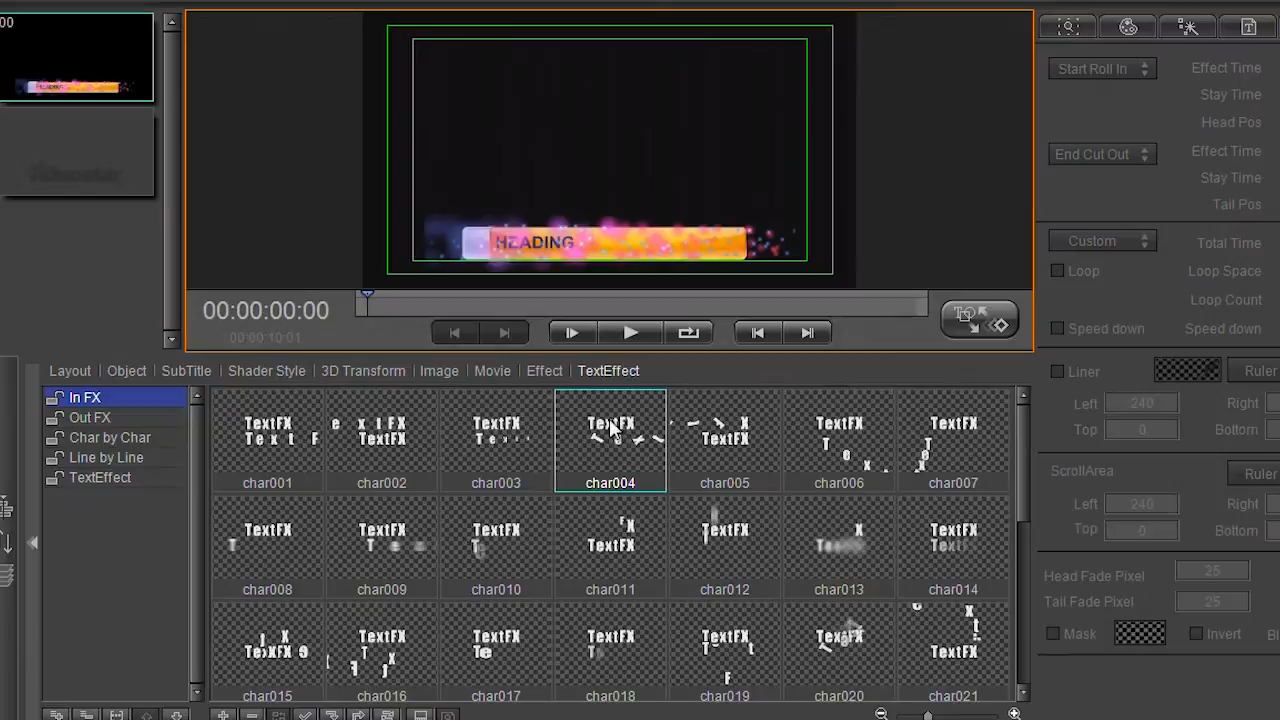 00
HEADING
HEADING
00:00:00:00
00:00:10:01
Start Roll In
Effect Time
Stay Time
Head Pos
End Cut Out
Effect Time
Stay Time
Tail Pos
Custom
Total Time
Loop
Loop Space
Loop Count
Speed down
Speed down
Liner
Ruler
Left
240
Right
Top
0
Bottom
ScrollArea
Ruler
Left
240
Right
Top
0
Bottom
Head Fade Pixel
25
Tail Fade Pixel
25
Mask
Invert
Bl
Layout Object SubTitle Shader Style 3D Transform Image Movie Effect TextEffect
In FX
Out FX
Char by Char
Line by Line
TextEffect
TextFX
Text F
e x t F X
TextFX
TextFX
TextFX
TextFX
TextFX
TextFX
char001 char002 char003 char004 char005 char006 char007
TextFX TextFX TextFX TextFX TextFX X TextFX
char008 char009 char010 char011 char012 char013 char014
TextFX TextFX TextFX TextFX
char015 char016 char017 char018 char019 char020 char021